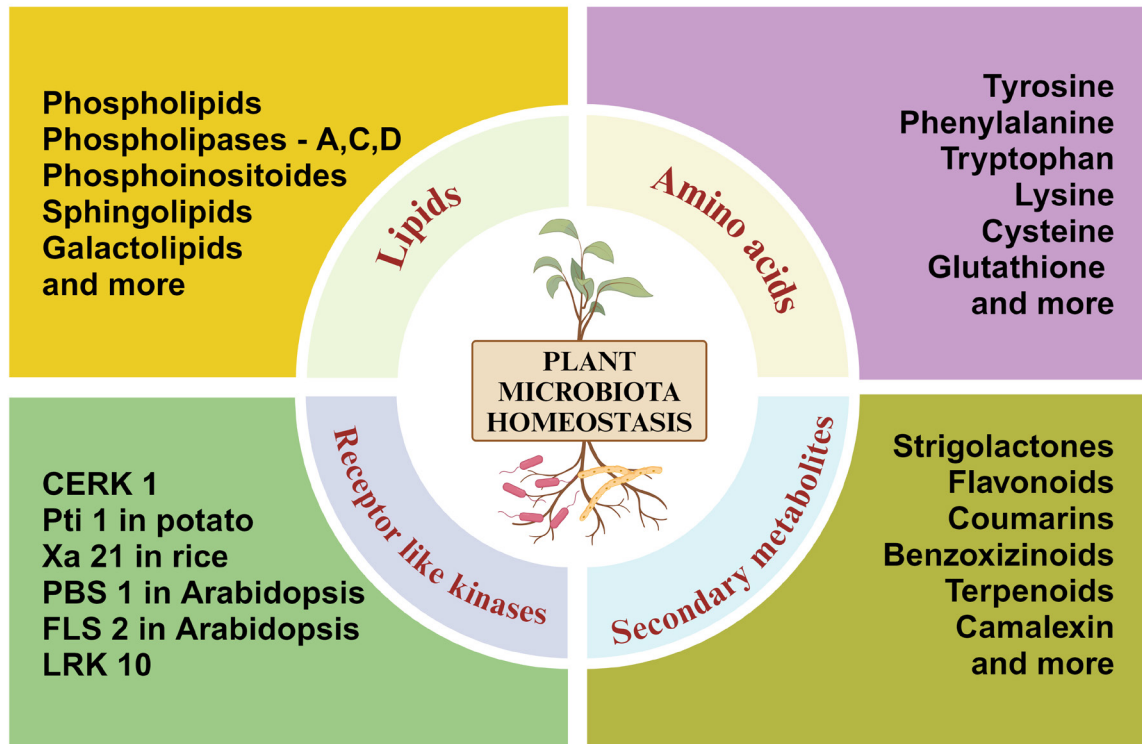 Phospholipids
Phospholipases - A,C,D
Phosphoinositoides
Sphingolipids
Galactolipids
and more
Lipids
Amino acids
Tyrosine
Phenylalanine
Tryptophan
Lysine
Cysteine
Glutathione
and more
PLANT
MICROBIOTA
HOMEOSTASIS
CERK 1
Pti 1 in potato
Xa 21 in rice
PBS 1 in Arabidopsis
FLS 2 in Arabidopsis
LRK 10
Receptor like kinases
Secondary metabolites
Strigolactones
Flavonoids
Coumarins
Benzoxizinoids
Terpenoids
Camalexin
and more